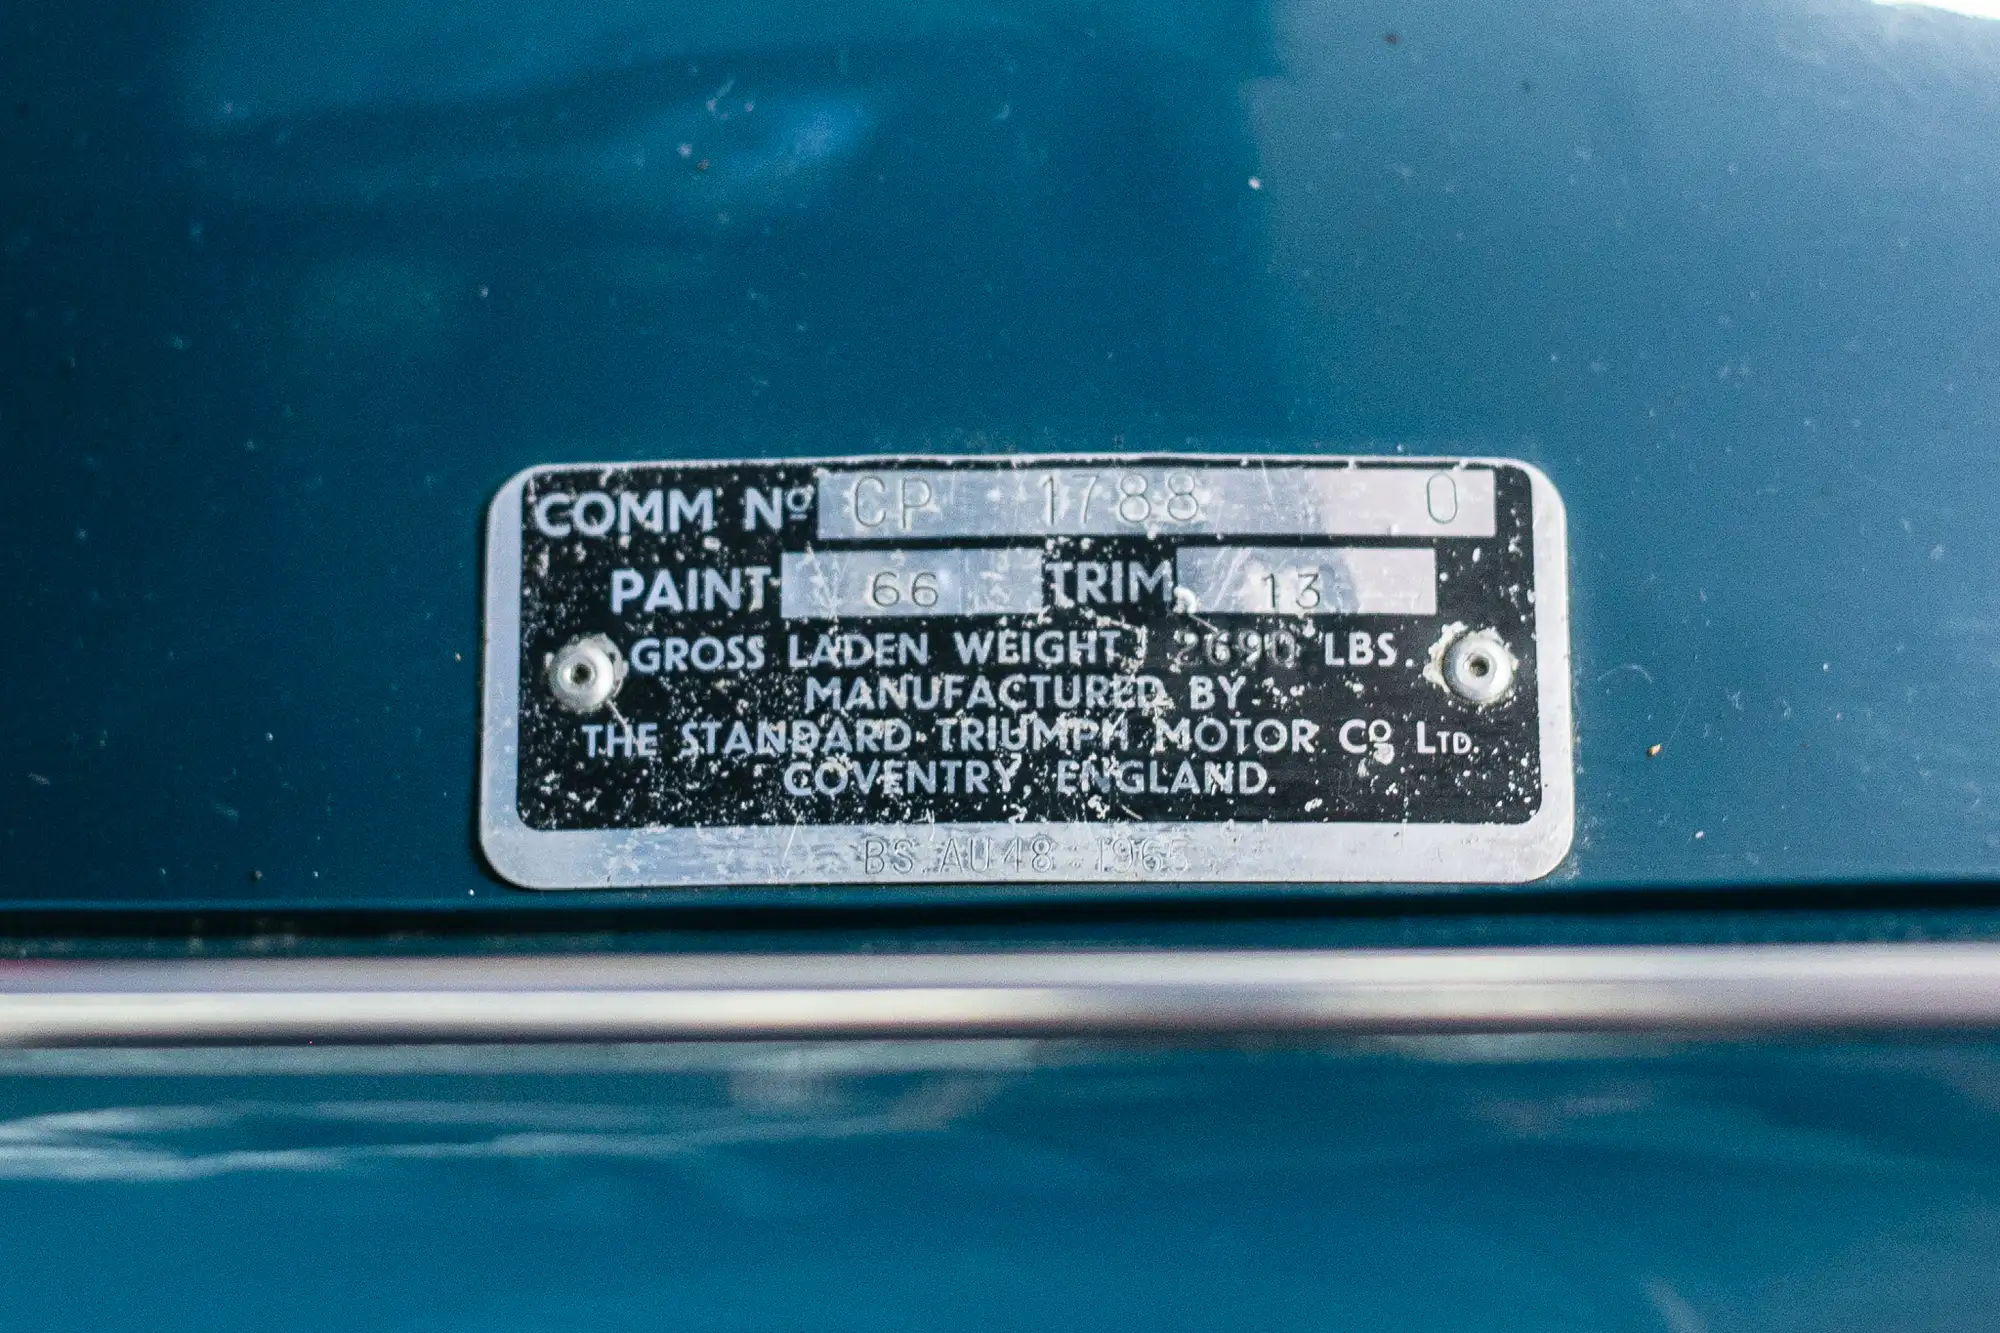 COMM Nº CP 1788 O
PAINT 66 TRIM 13
GROSS LADEN WEIGHT 2690 LBS.
MANUFACTURED BY
THE STANDARD-TRIUMPH MOTOR Cº LTD.
COVENTRY ENGLAND.
BS. AU48-1965